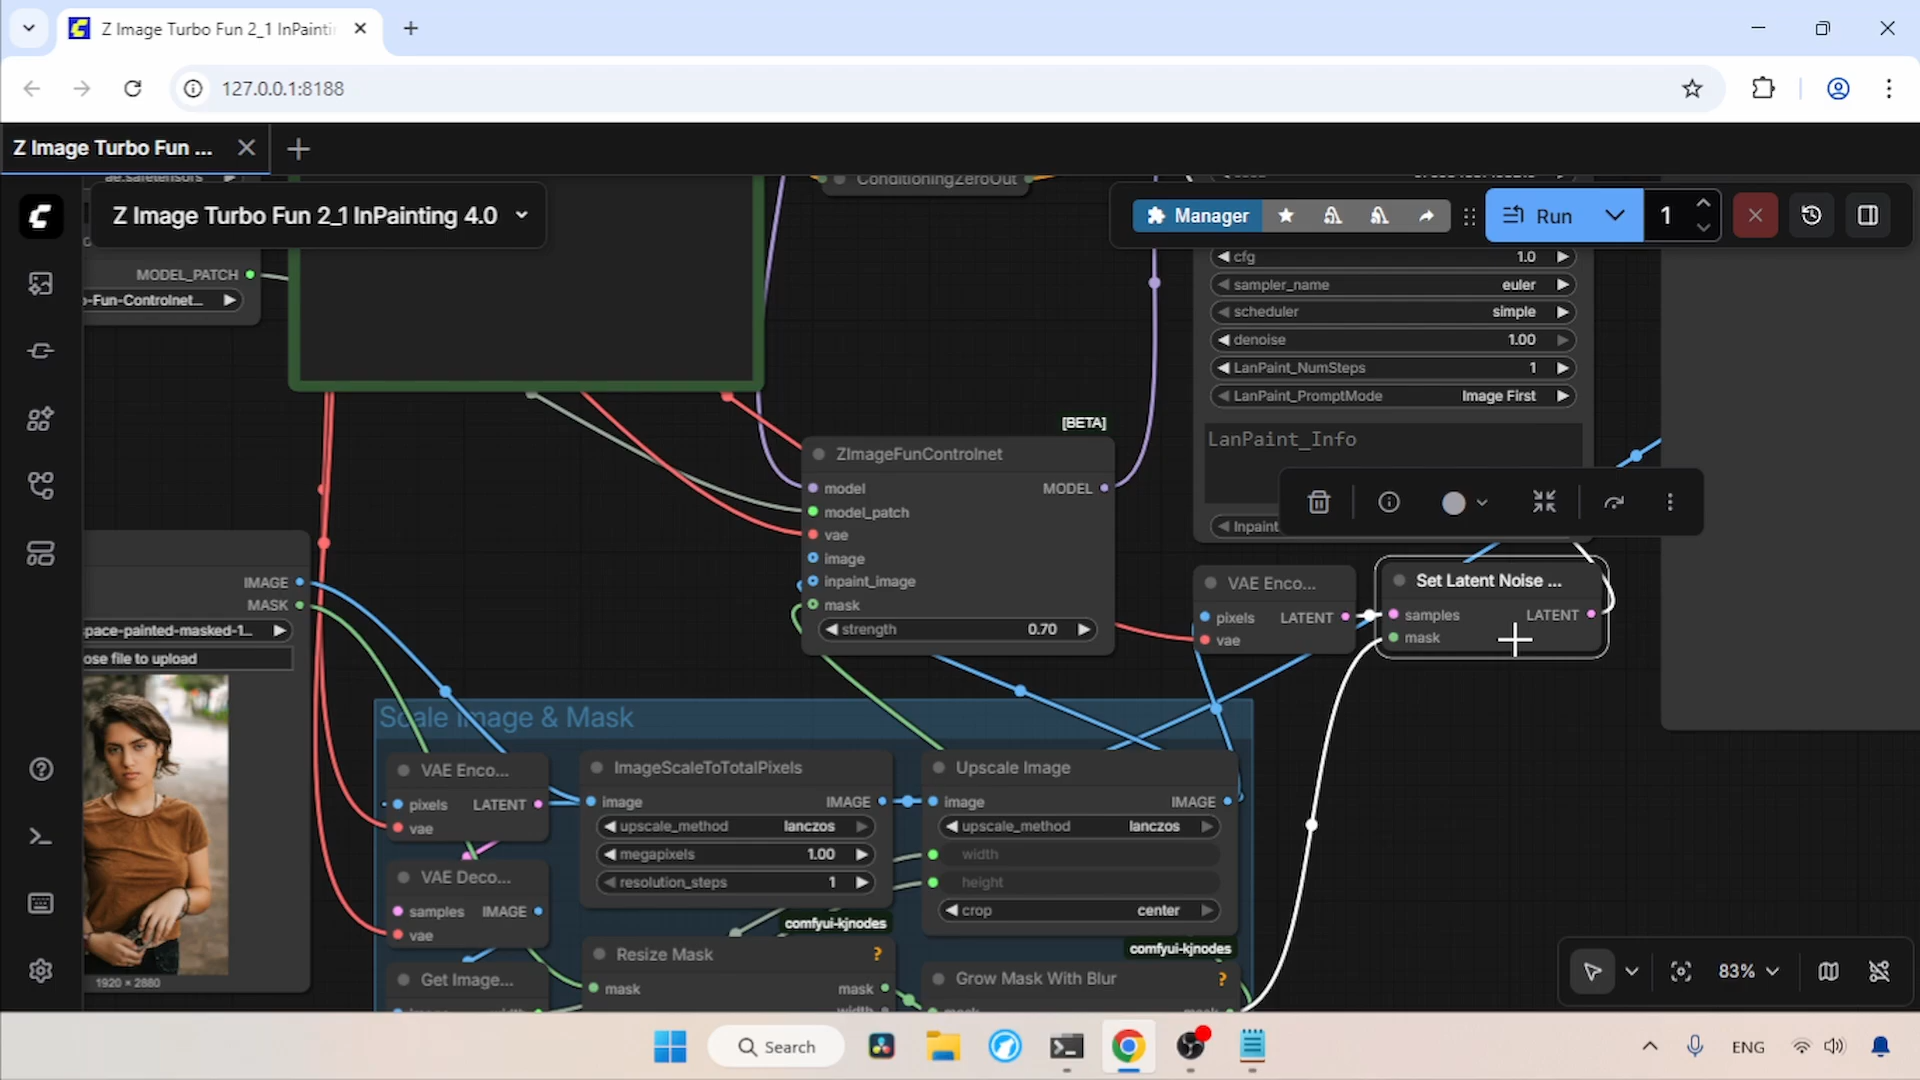 Z Image Turbo Fun 2_1 InPainti
127.0.0.1:8188
Z Image Turbo Fun ...
ae.safetensors
Z Image Turbo Fun 2_1 InPainting 4.0
ConditioningZeroOut
Manager
Run
1
MODEL_PATCH
o-Fun-Controlnet...
cfg 1.0
sampler_name euler
scheduler simple
denoise 1.00
LanPaint_NumSteps 1
LanPaint_PromptMode Image First
LanPaint_Info
Inpaint
[BETA]
ZImageFunControlnet
model MODEL
model_patch
vae
image
inpaint_image
mask
strength 0.70
VAE Enco...
pixels LATENT
vae
Set Latent Noise ...
samples LATENT
mask
IMAGE
MASK
space-painted-masked-1...
ose file to upload
1920 × 2880
Scale Image & Mask
VAE Enco...
pixels LATENT
vae
VAE Deco...
samples IMAGE
vae
Get Image...
ImageScaleToTotalPixels
image IMAGE
upscale_method lanczos
megapixels 1.00
resolution_steps 1
comfyui-kjnodes
Resize Mask ?
mask mask
width
Upscale Image
image IMAGE
upscale_method lanczos
width
height
crop center
comfyui-kjnodes
Grow Mask With Blur ?
83%
Search
ENG